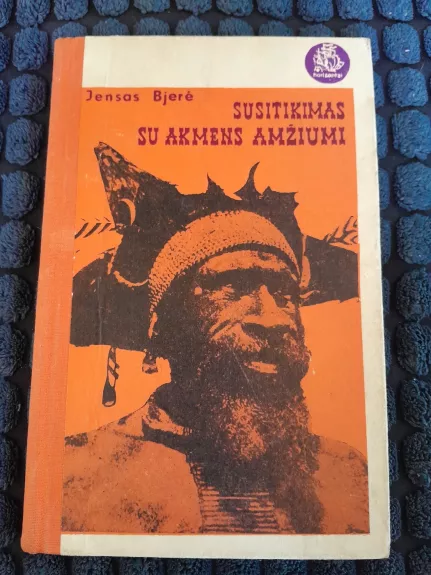 Jensas Bjerė
SUSITIKIMAS
SU AKMENS AMŽIUMI